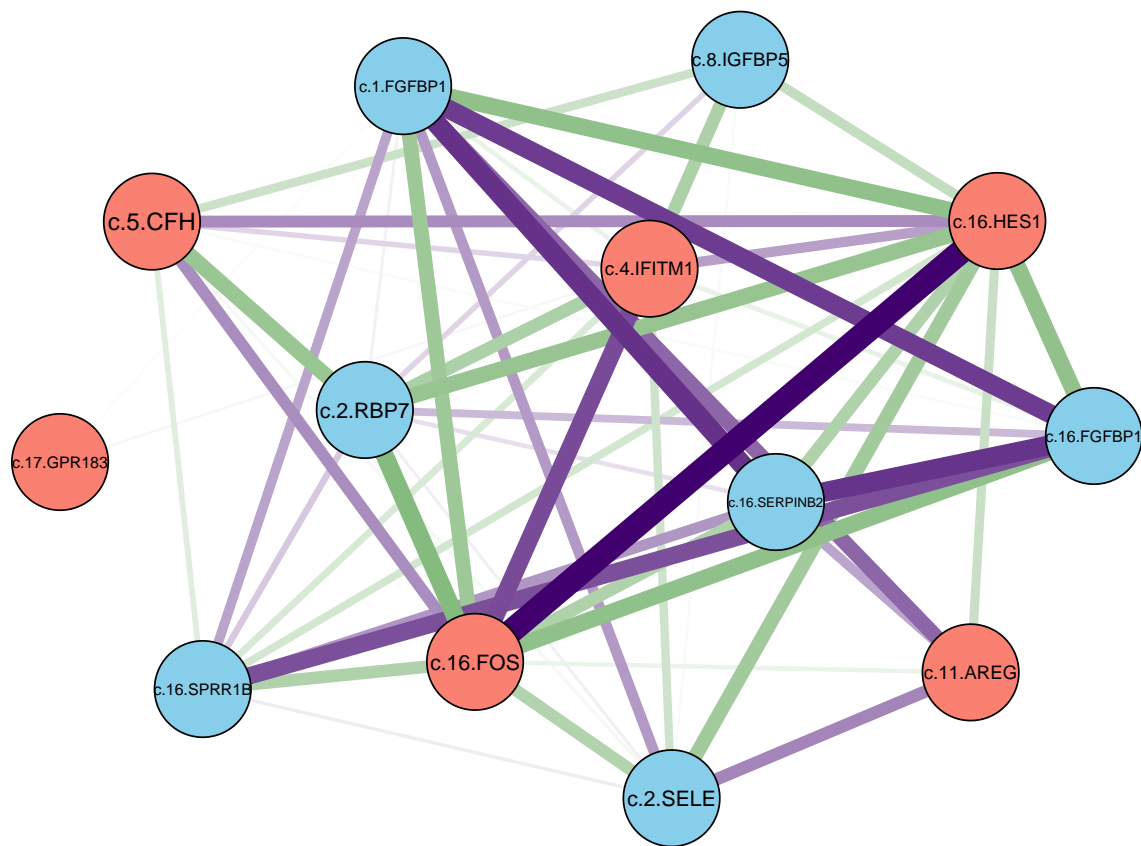 c.8.IGFBP5
c.1.FGFBP1
c.5.CFH
c.16.HES1
c.4.IFITM1
c.2.RBP7
c.16.FGFBP1
c.17.GPR183
c.16.SERPINB2
c.16.FOS
c.11.AREG
c.16.SPRR1B
c.2.SELE